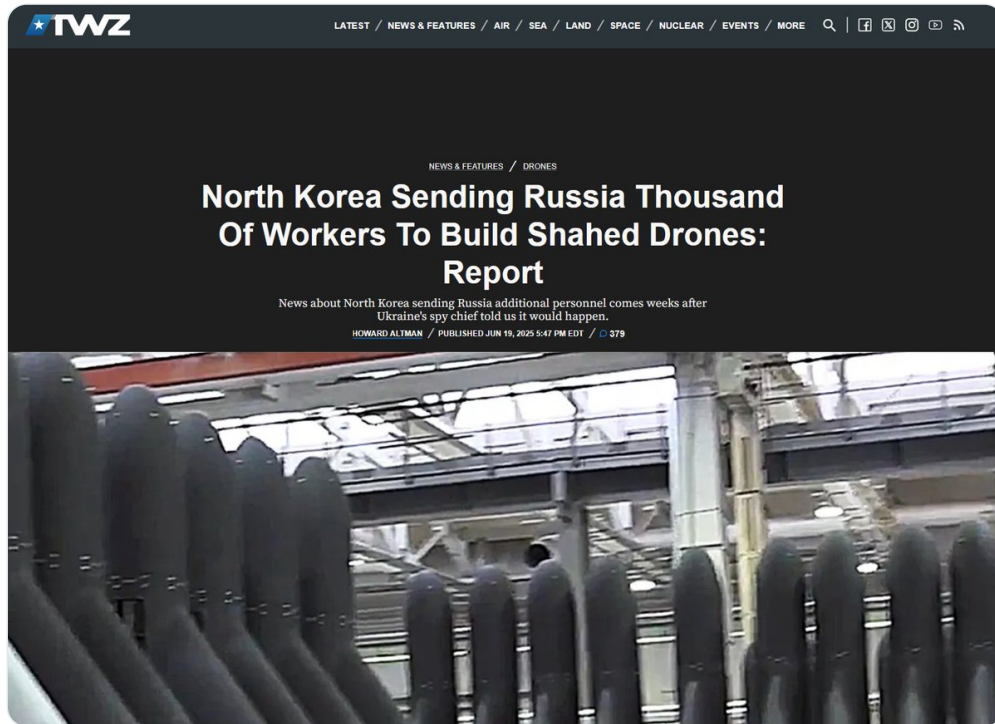 TWZ
LATEST / NEWS & FEATURES / AIR / SEA / LAND / SPACE / NUCLEAR / EVENTS / MORE
NEWS & FEATURES / DRONES
North Korea Sending Russia Thousand
Of Workers To Build Shahed Drones:
Report
News about North Korea sending Russia additional personnel comes weeks after
Ukraine's spy chief told us it would happen.
HOWARD ALTMAN / PUBLISHED JUN 19, 2025 5:47 PM EDT / 379